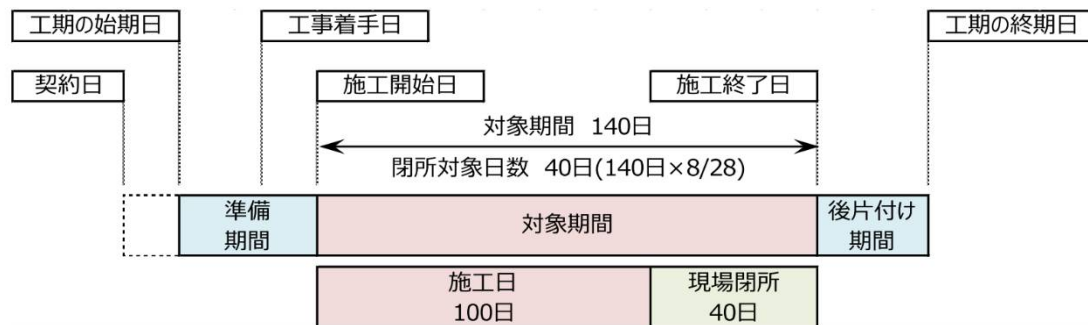 工期の始期日
工事着手日
工期の終期日
契約日
施工開始日
施工終了日
対象期間 140日
閉所対象日数 40日(140日×8/28)
準備
期間
対象期間
後片付け
期間
施工日
100日
現場閉所
40日